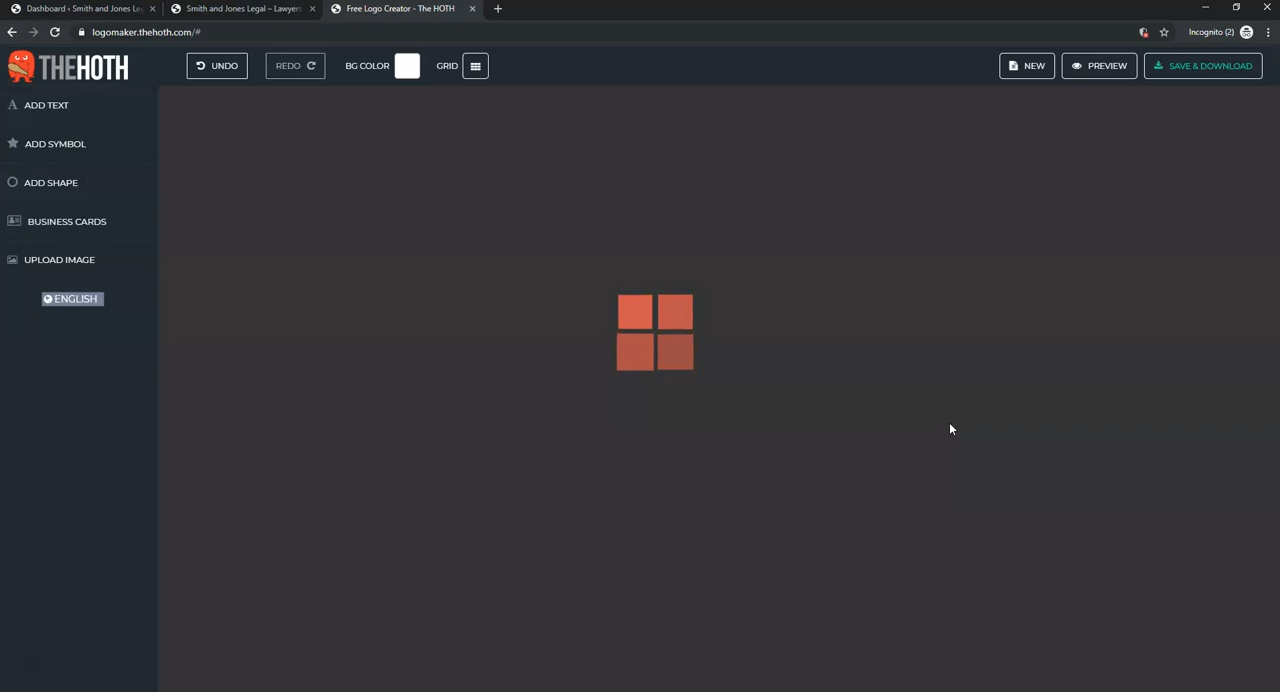 Dashboard ‹ Smith and Jones Leg
Smith and Jones Legal – Lawyers
Free Logo Creator - The HOTH
logomaker.thehoth.com/#
Incognito (2)
THEHOTH
UNDO
REDO
BG COLOR
GRID
NEW
PREVIEW
SAVE & DOWNLOAD
ADD TEXT
ADD SYMBOL
ADD SHAPE
BUSINESS CARDS
UPLOAD IMAGE
ENGLISH